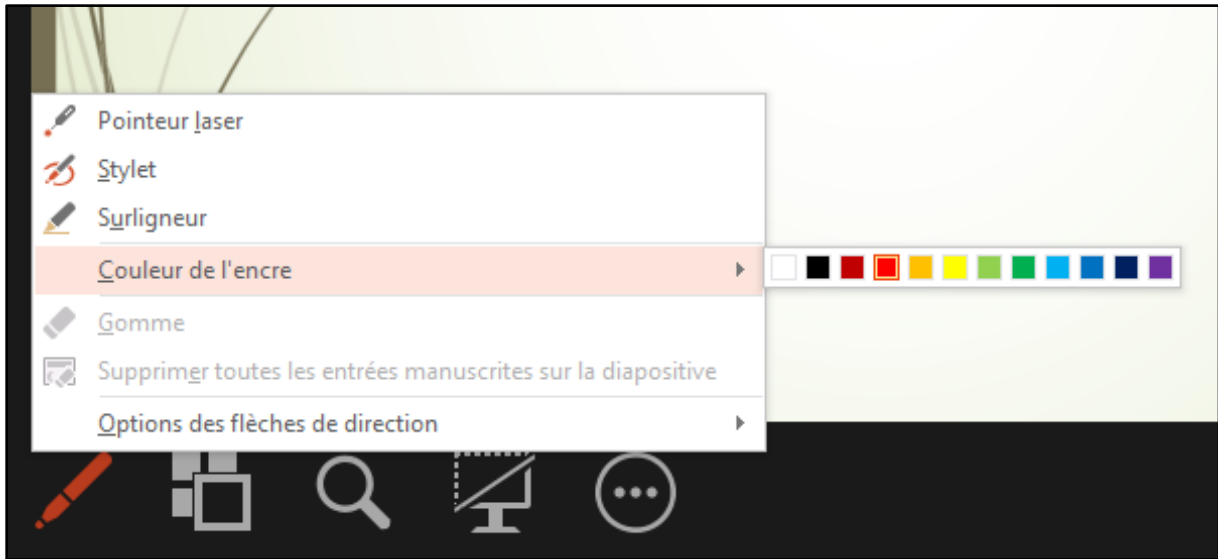 Pointeur laser
Stylet
Surligneur
Couleur de l'encre
Gomme
Supprimer toutes les entrées manuscrites sur la diapositive
Options des flèches de direction